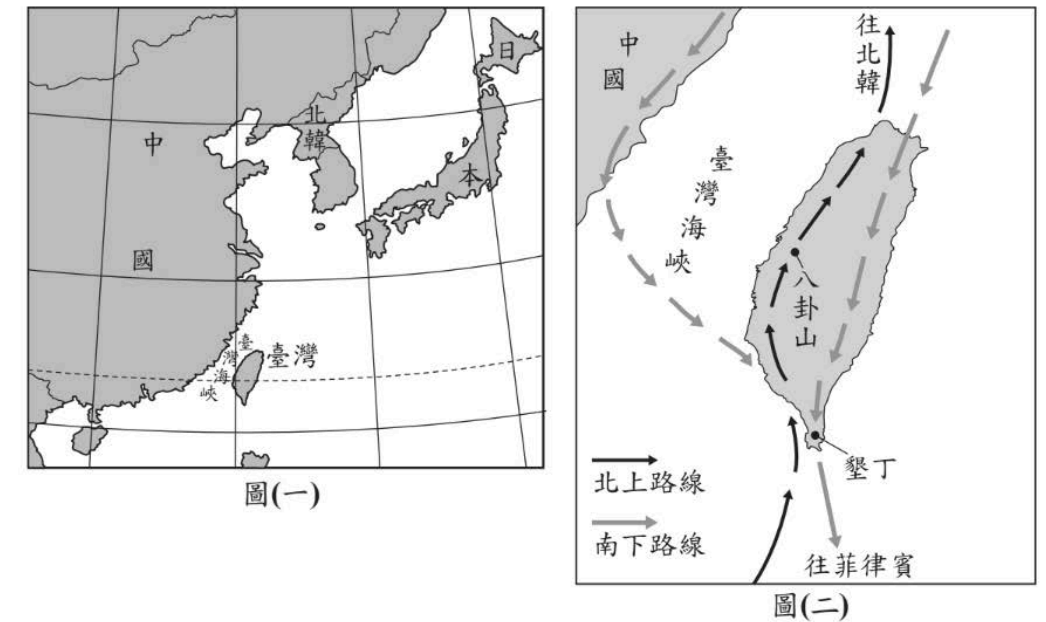 日
北韓
中國
本
臺灣海峽
臺灣
圖(一)
中國
往北韓
臺灣海峽
八卦山
墾丁
北上路線
南下路線
往菲律賓
圖(二)